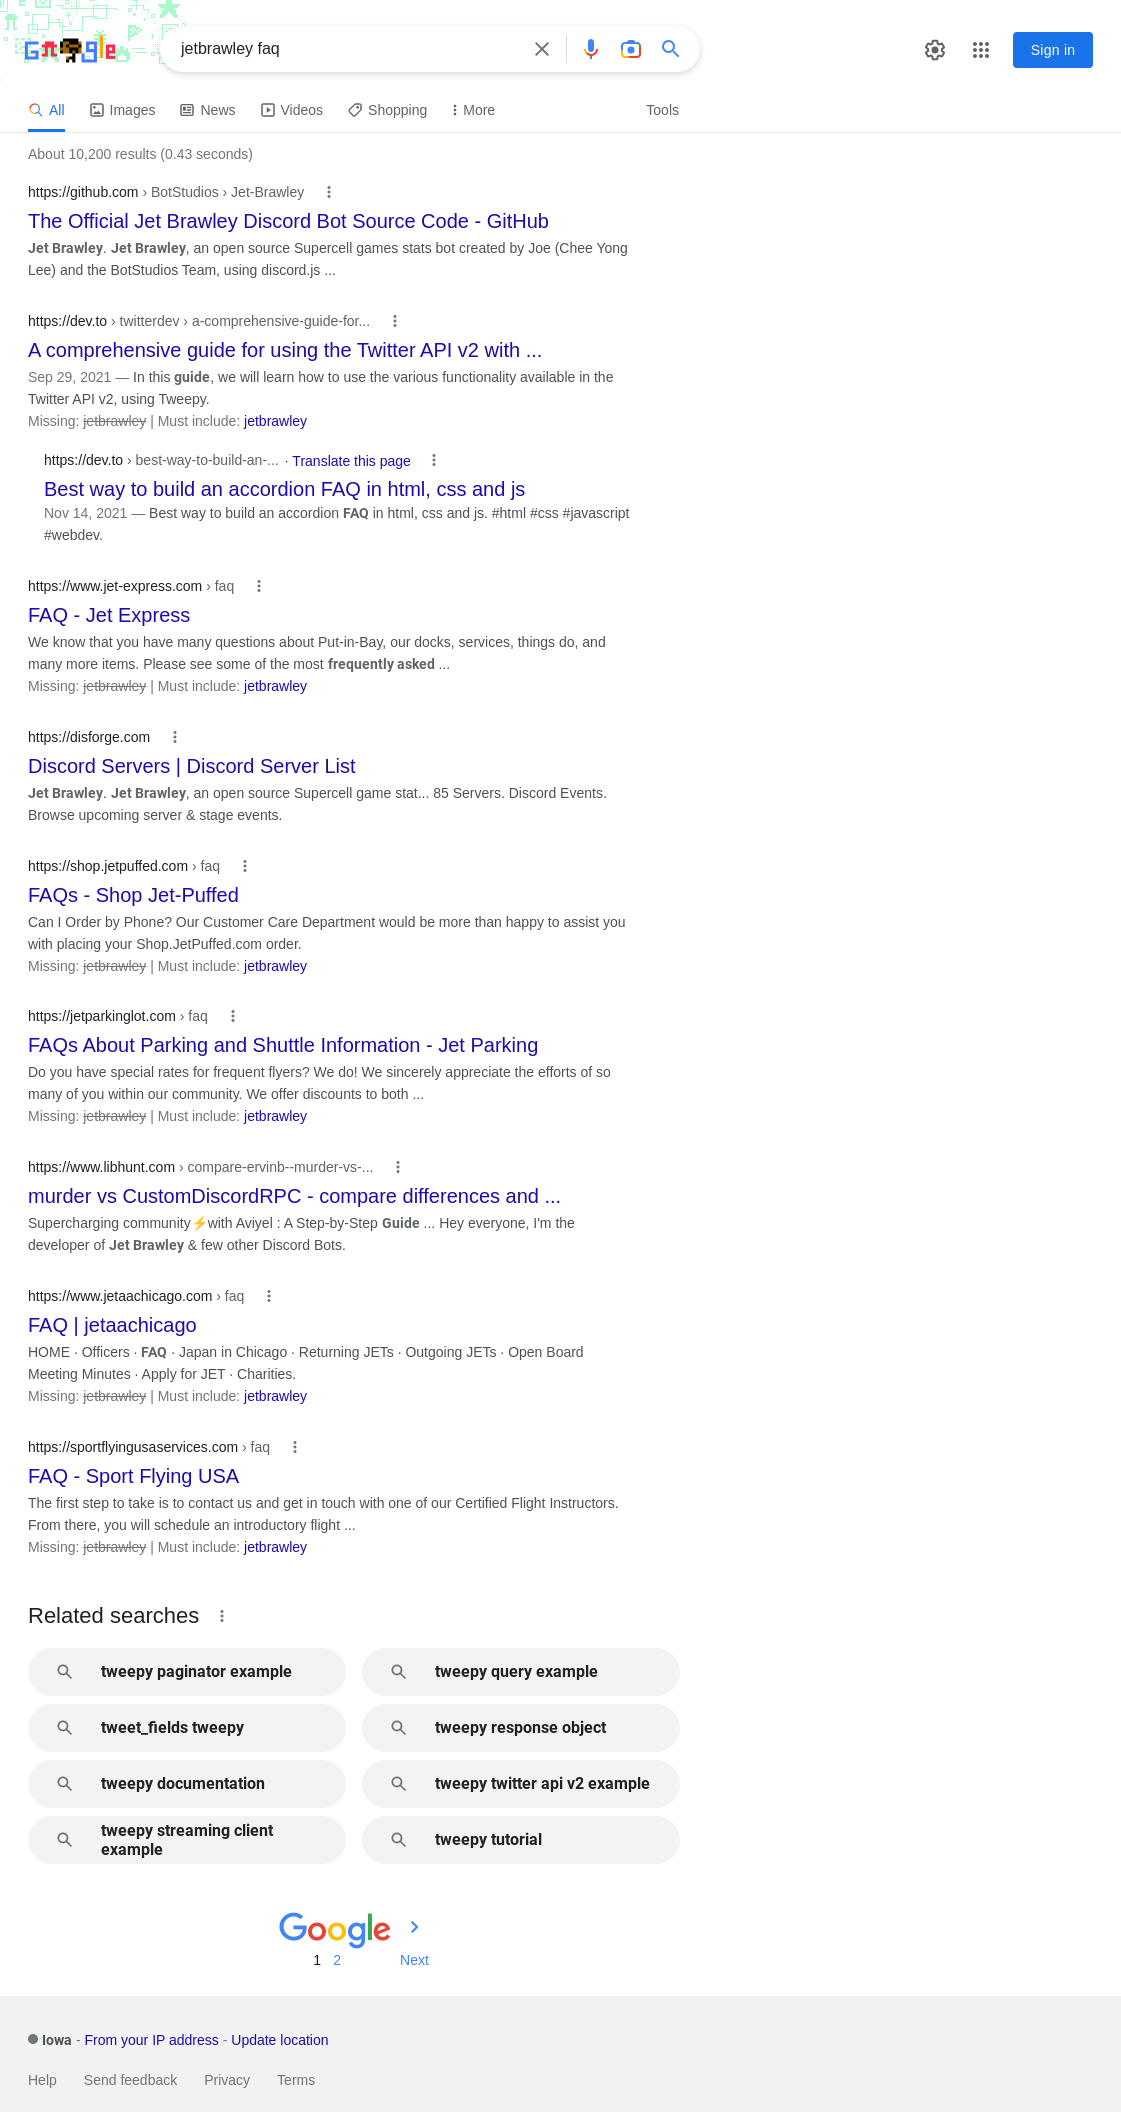 jetbrawley faq
Sign in
All Images News Videos Shopping More Tools
About 10,200 results (0.43 seconds)
https://github.com › BotStudios › Jet-Brawley
The Official Jet Brawley Discord Bot Source Code - GitHub
Jet Brawley. Jet Brawley, an open source Supercell games stats bot created by Joe (Chee Yong
Lee) and the BotStudios Team, using discord.js ...
https://dev.to › twitterdev › a-comprehensive-guide-for...
A comprehensive guide for using the Twitter API v2 with ...
Sep 29, 2021 — In this guide, we will learn how to use the various functionality available in the
Twitter API v2, using Tweepy.
Missing: jetbrawley | Must include: jetbrawley
https://dev.to › best-way-to-build-an-... · Translate this page
Best way to build an accordion FAQ in html, css and js
Nov 14, 2021 — Best way to build an accordion FAQ in html, css and js. #html #css #javascript
#webdev.
https://www.jet-express.com › faq
FAQ - Jet Express
We know that you have many questions about Put-in-Bay, our docks, services, things do, and
many more items. Please see some of the most frequently asked ...
Missing: jetbrawley | Must include: jetbrawley
https://disforge.com
Discord Servers | Discord Server List
Jet Brawley. Jet Brawley, an open source Supercell game stat... 85 Servers. Discord Events.
Browse upcoming server & stage events.
https://shop.jetpuffed.com › faq
FAQs - Shop Jet-Puffed
Can I Order by Phone? Our Customer Care Department would be more than happy to assist you
with placing your Shop.JetPuffed.com order.
Missing: jetbrawley | Must include: jetbrawley
https://jetparkinglot.com › faq
FAQs About Parking and Shuttle Information - Jet Parking
Do you have special rates for frequent flyers? We do! We sincerely appreciate the efforts of so
many of you within our community. We offer discounts to both ...
Missing: jetbrawley | Must include: jetbrawley
https://www.libhunt.com › compare-ervinb--murder-vs-...
murder vs CustomDiscordRPC - compare differences and ...
Supercharging community⚡with Aviyel : A Step-by-Step Guide ... Hey everyone, I'm the
developer of Jet Brawley & few other Discord Bots.
https://www.jetaachicago.com › faq
FAQ | jetaachicago
HOME · Officers · FAQ · Japan in Chicago · Returning JETs · Outgoing JETs · Open Board
Meeting Minutes · Apply for JET · Charities.
Missing: jetbrawley | Must include: jetbrawley
https://sportflyingusaservices.com › faq
FAQ - Sport Flying USA
The first step to take is to contact us and get in touch with one of our Certified Flight Instructors.
From there, you will schedule an introductory flight ...
Missing: jetbrawley | Must include: jetbrawley
Related searches
tweepy paginator example
tweepy query example
tweet_fields tweepy
tweepy response object
tweepy documentation
tweepy twitter api v2 example
tweepy streaming client
example
tweepy tutorial
Google
1 2 Next
Iowa - From your IP address - Update location
Help Send feedback Privacy Terms